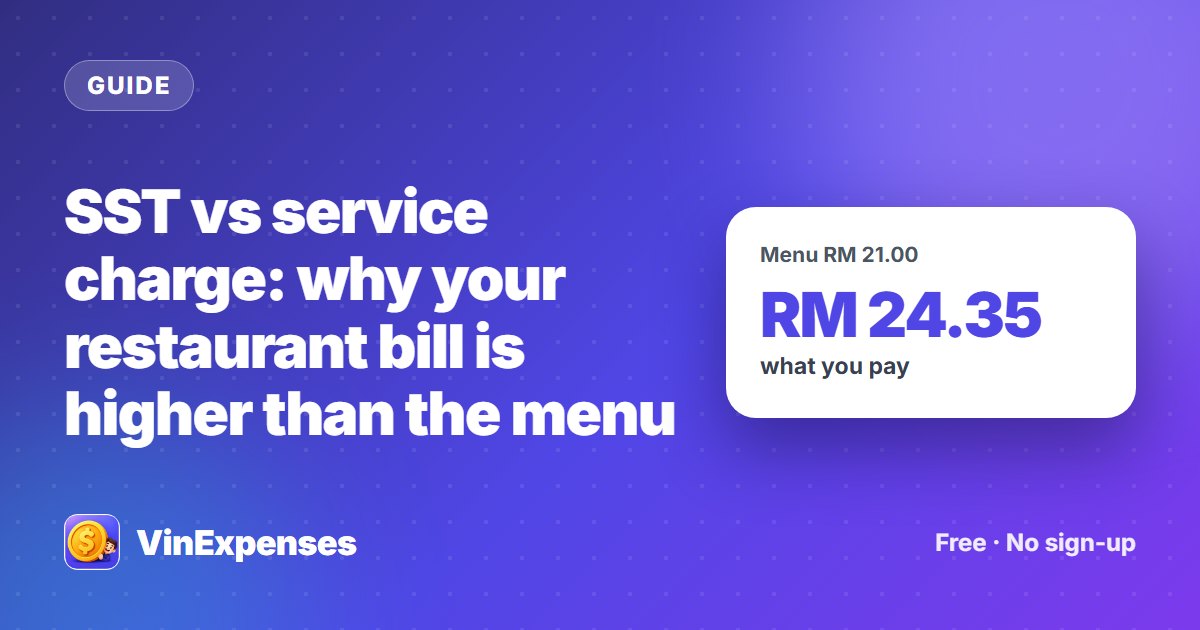 GUIDE
SST vs service
charge: why your
restaurant bill is
higher than the menu
Menu RM 21.00
RM 24.35
what you pay
$
VinExpenses
Free · No sign-up